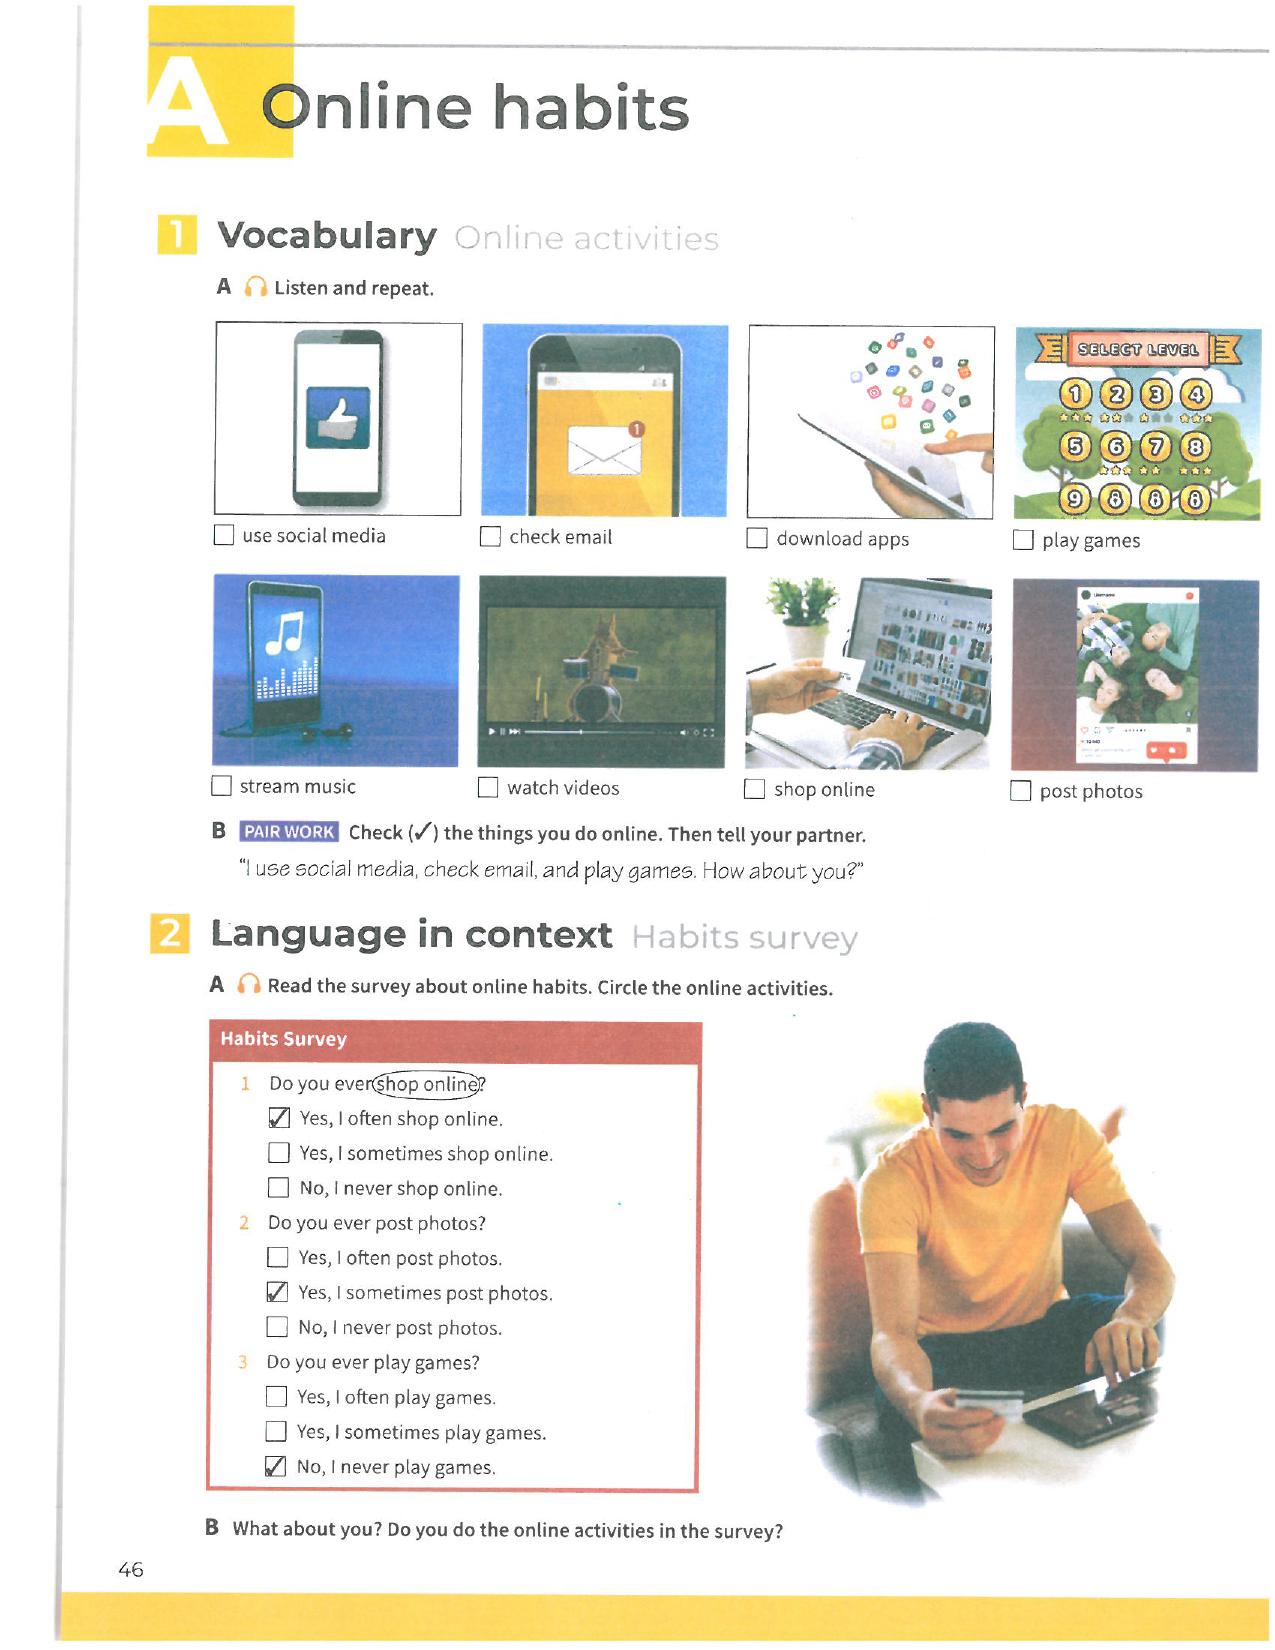 A Online habits
1 Vocabulary Online activities
A Listen and repeat.
SELECT LEVEL
1 2 3 4
5 6 7 8
9
1
use social media
check email
download apps
play games
Username
stream music
watch videos
shop online
post photos
B PAIR WORK Check (✓) the things you do online. Then tell your partner.
“I use social media, check email, and play games. How about you?”
2 Language in context Habits survey
A Read the survey about online habits. Circle the online activities.
Habits Survey
1 Do you ever shop online?
Yes, I often shop online.
Yes, I sometimes shop online.
No, I never shop online.
2 Do you ever post photos?
Yes, I often post photos.
Yes, I sometimes post photos.
No, I never post photos.
3 Do you ever play games?
Yes, I often play games.
Yes, I sometimes play games.
No, I never play games.
B What about you? Do you do the online activities in the survey?
46